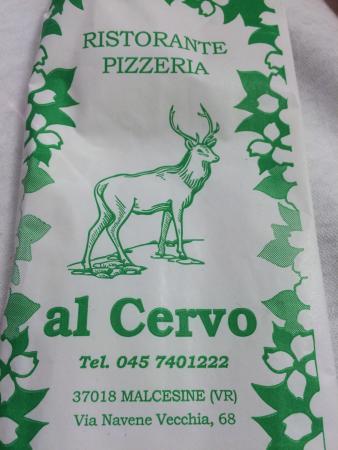 RISTORANTE
PIZZERIA
al Cervo
Tel. 045 7401222
37018 MALCESINE (VR)
Via Navene Vecchia, 68